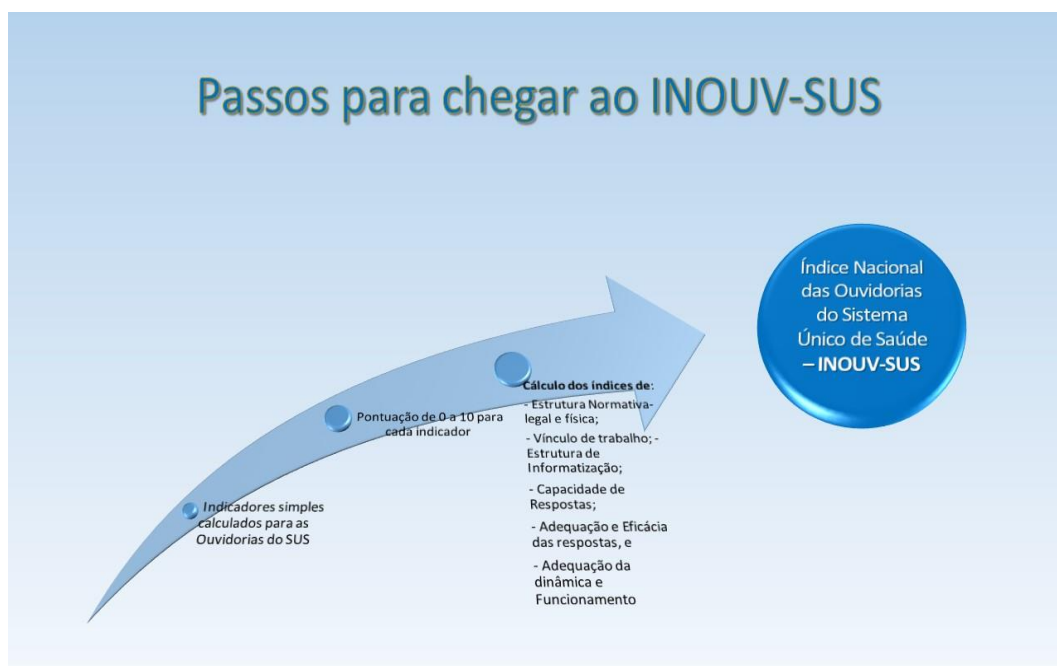 Passos para chegar ao INOUV-SUS
Indicadores simples
calculados para as
Ouvidorias do SUS
Pontuação de 0 a 10 para
cada indicador
Cálculo dos índices de:
- Estrutura Normativa-
legal e física;
- Vínculo de trabalho; -
Estrutura de
Informatização;
- Capacidade de
Respostas;
- Adequação e Eficácia
das respostas, e
- Adequação da
dinâmica e
Funcionamento
Índice Nacional
das Ouvidorias
do Sistema
Único de Saúde
– INOUV-SUS